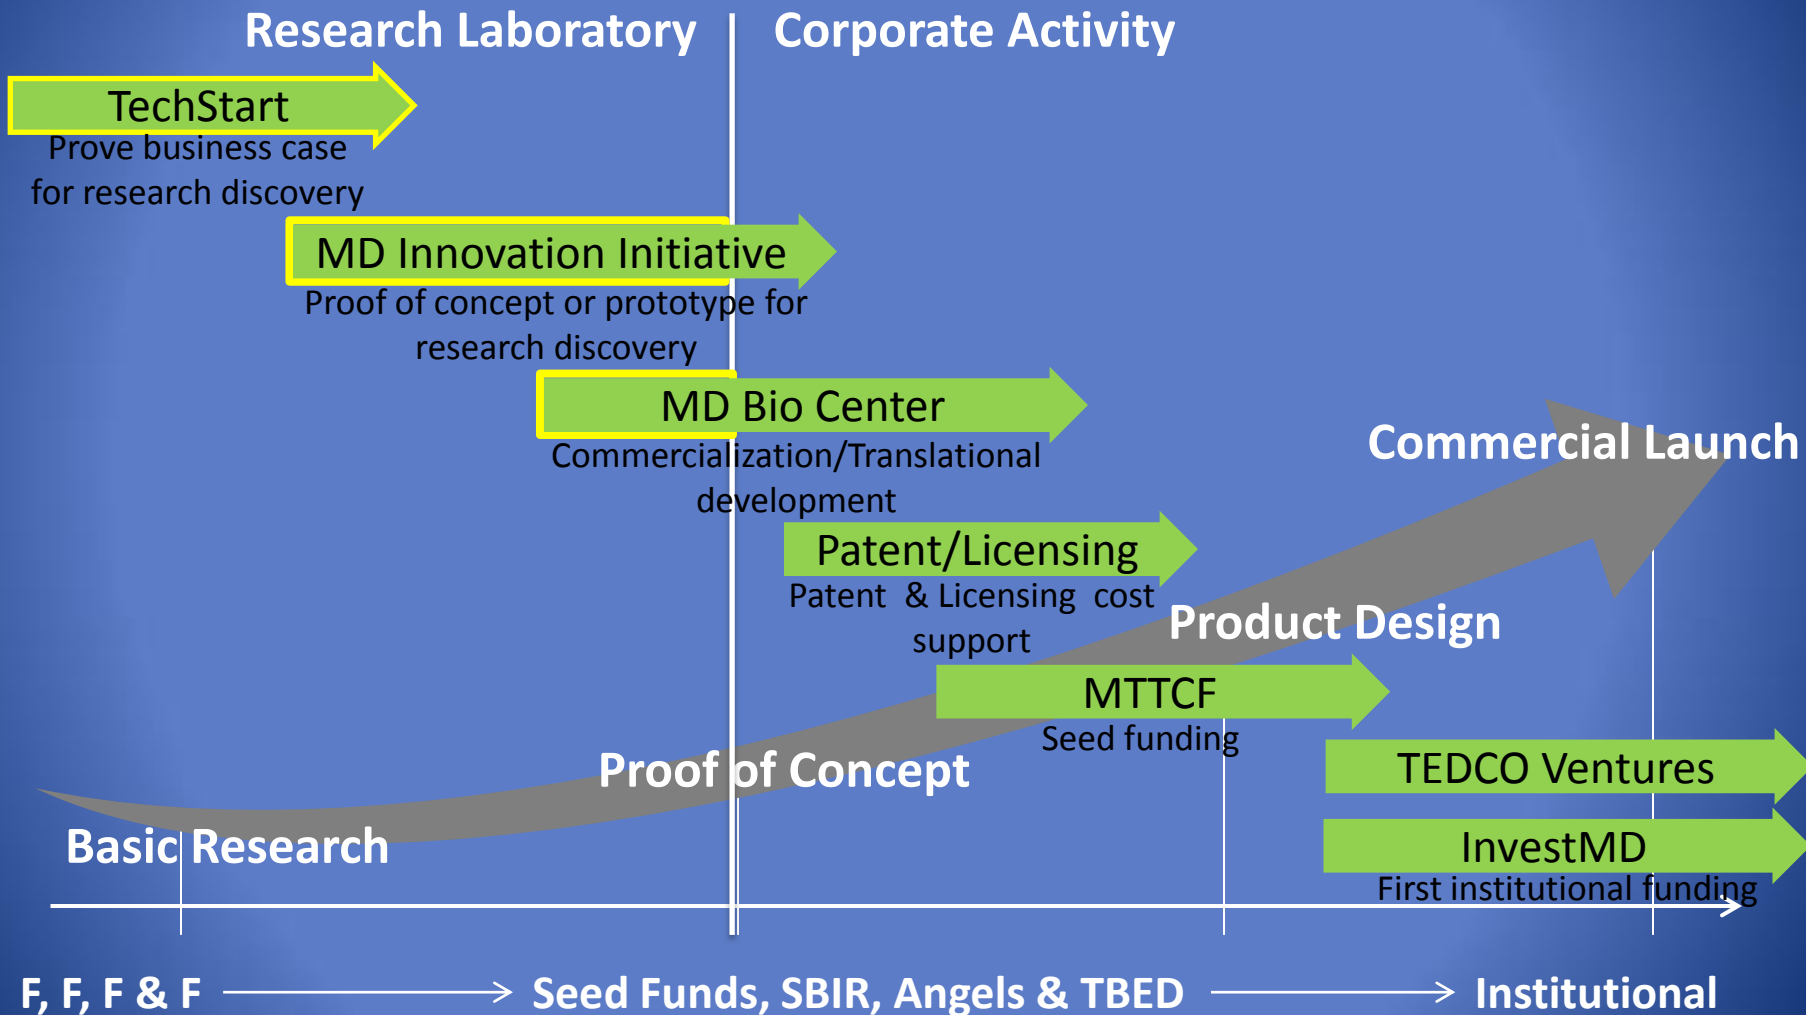 Research Laboratory
Corporate Activity
TechStart
Prove business case
for research discovery
MD Innovation Initiative
Proof of concept or prototype for
research discovery
MD Bio Center
Commercialization/Translational
development
Commercial Launch
Patent/Licensing
Patent & Licensing cost
support
Product Design
MTTCF
Seed funding
Proof of Concept
TEDCO Ventures
Basic Research
InvestMD
First institutional funding
F, F, F & F
Seed Funds, SBIR, Angels & TBED
Institutional